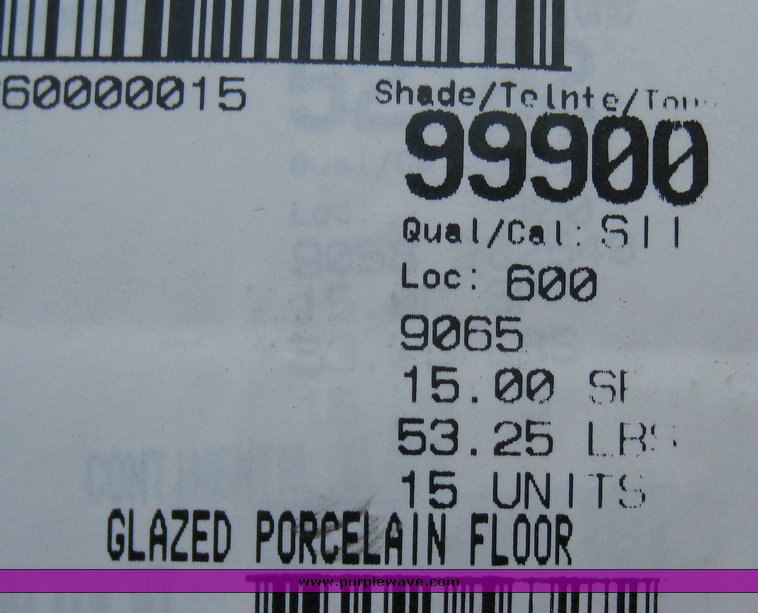 60000015
Shade/Teinte/
99900
Qual/Cal: S11
Loc: 600
9065
15.00 SF
53.25 LBS
15 UNITS
GLAZED PORCELAIN FLOOR
www.purplewave.com